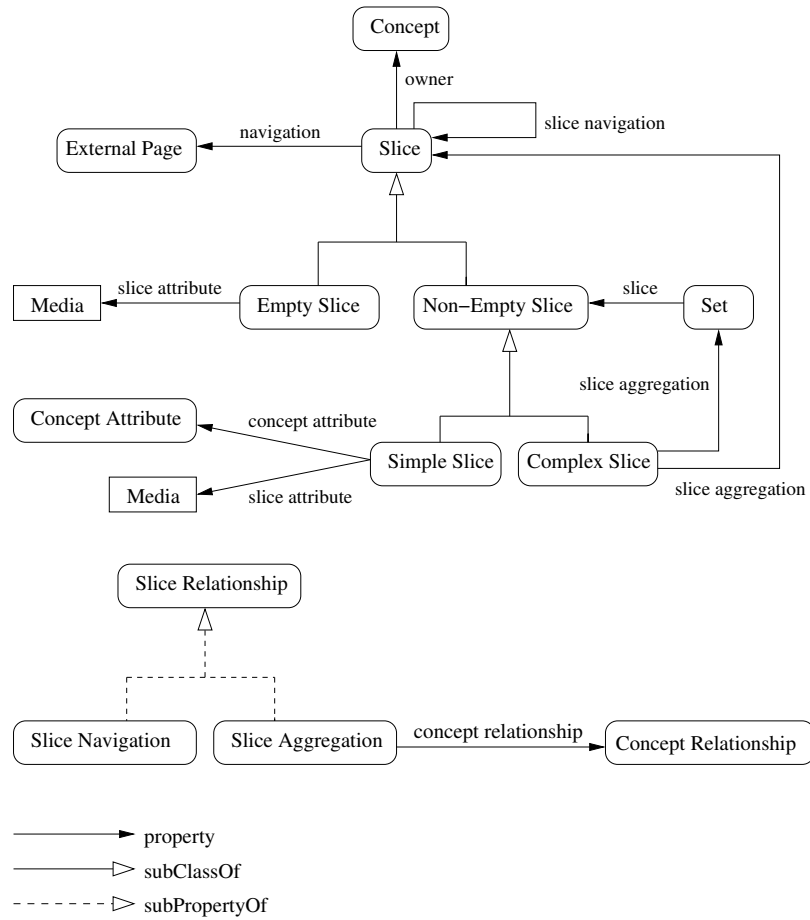 Concept
owner
navigation
slice navigation
External Page
Slice
slice attribute
slice
Media
Empty Slice
Non−Empty Slice
Set
slice aggregation
Concept Attribute
concept attribute
Simple Slice
Complex Slice
Media
slice attribute
slice aggregation
Slice Relationship
Slice Navigation
Slice Aggregation
concept relationship
Concept Relationship
property
subClassOf
subPropertyOf